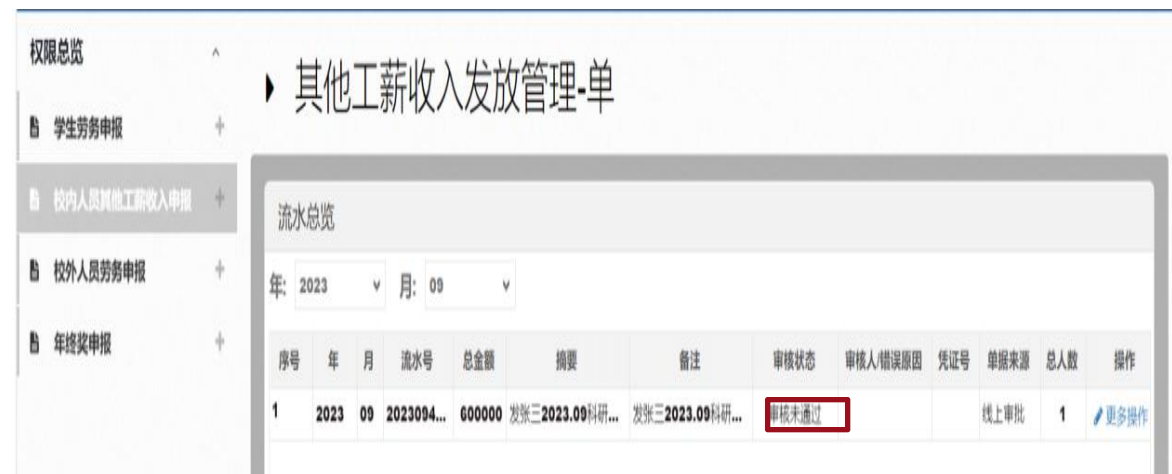 权限总览
其他工薪收入发放管理-单
学生劳务申报
校内人员其他工薪收入申报
校外人员劳务申报
年终奖申报
流水总览
年: 2023 月: 09
序号 年 月 流水号 总金额 摘要 备注 审核状态 审核人/错误原因 凭证号 单据来源 总人数 操作
1 2023 09 2023094... 600000 发张三2023.09科研... 发张三2023.09科研... 审核未通过 线上审批 1 更多操作